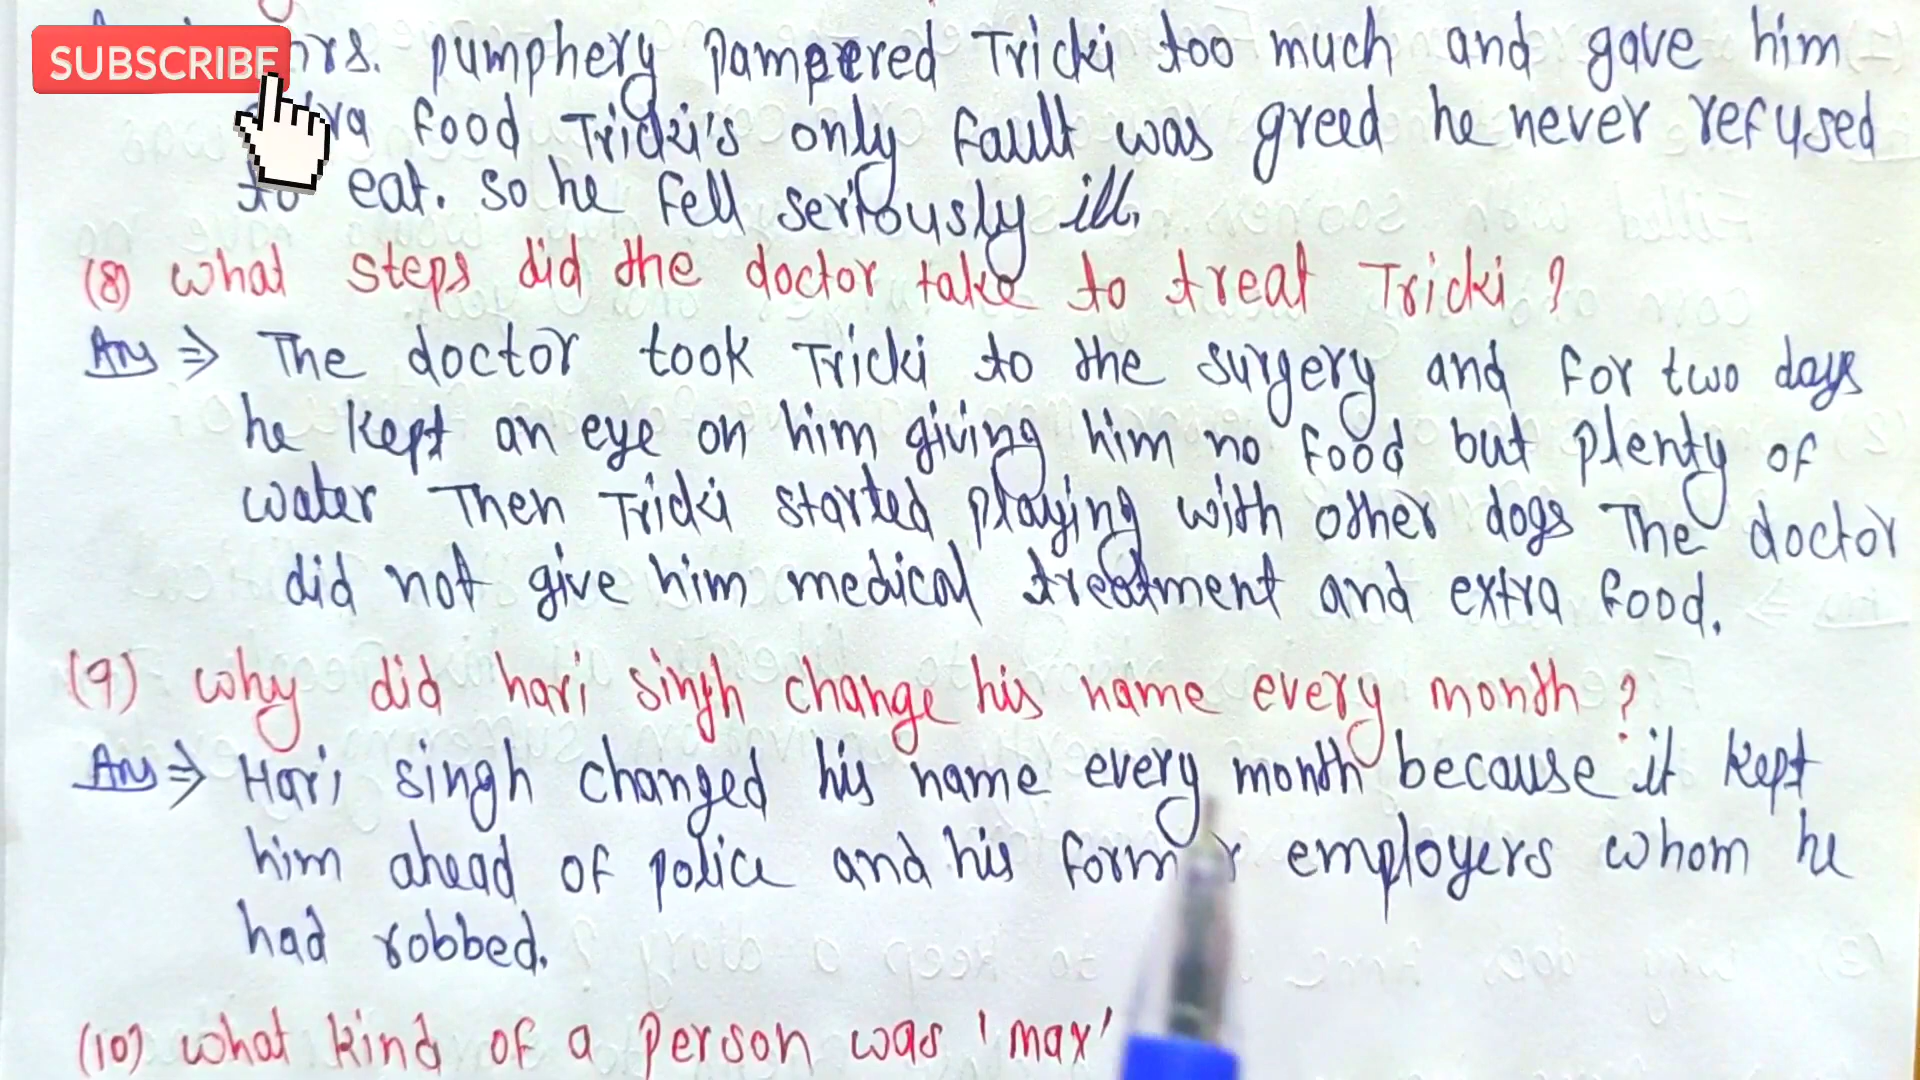 SUBSCRIBE
mrs. pumphery pampered Tricki too much and gave him
extra food Tricki's only fault was greed he never refused
to eat. so he fell seriously ill.
(8) what steps did the doctor take to treat Tricki ?
Ans ⇒ The doctor took Tricki to the surgery and for two days
he kept an eye on him giving him no food but plenty of
water Then Tricki started playing with other dogs The doctor
did not give him medical treatment and extra food.
(9) why did hari singh change his name every month ?
Ans ⇒ Hari singh changed his name every month because it kept
him ahead of police and his former employers whom he
had robbed.
(10) what kind of a person was 'max'